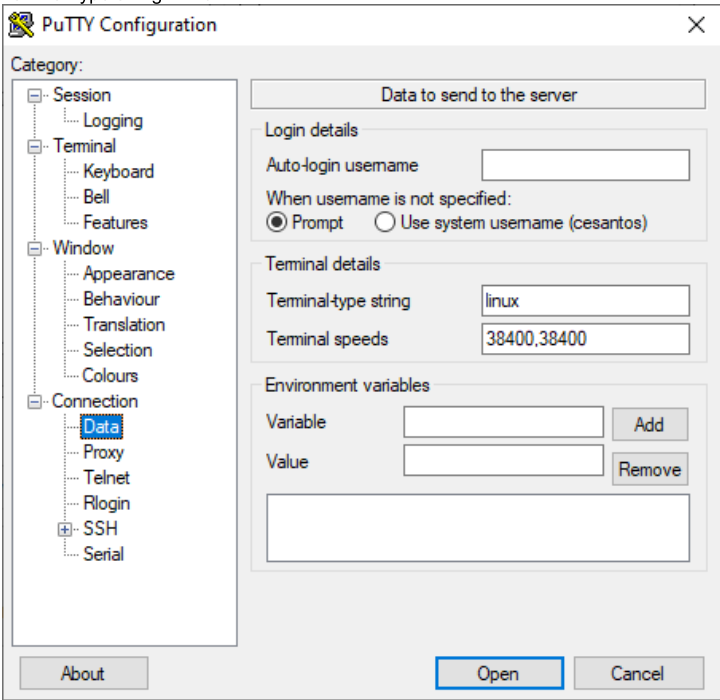 PuTTY Configuration
Category:
Session
Logging
Terminal
Keyboard
Bell
Features
Window
Appearance
Behaviour
Translation
Selection
Colours
Connection
Data
Proxy
Telnet
Rlogin
SSH
Serial
Data to send to the server
Login details
Auto-login username
When username is not specified:
Prompt Use system username (cesantos)
Terminal details
Terminal-type string linux
Terminal speeds 38400,38400
Environment variables
Variable Add
Value Remove
About Open Cancel